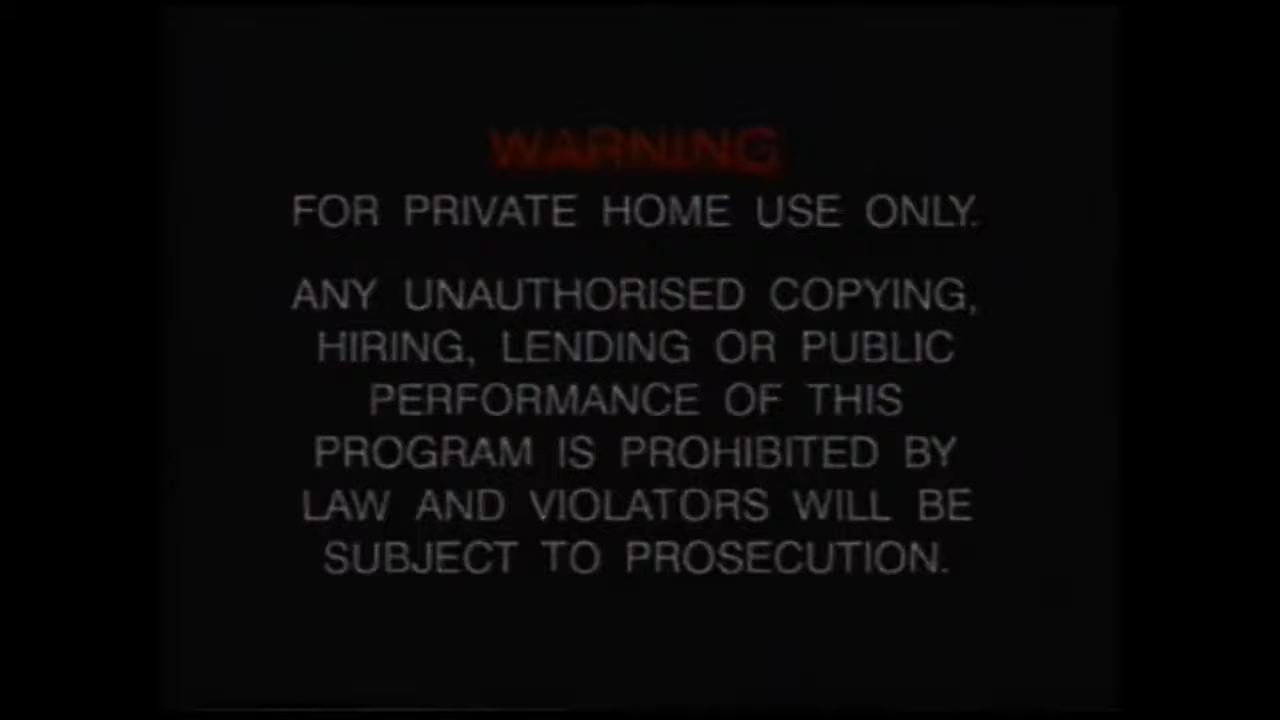 WARNING
FOR PRIVATE HOME USE ONLY.
ANY UNAUTHORISED COPYING,
HIRING, LENDING OR PUBLIC
PERFORMANCE OF THIS
PROGRAM IS PROHIBITED BY
LAW AND VIOLATORS WILL BE
SUBJECT TO PROSECUTION.